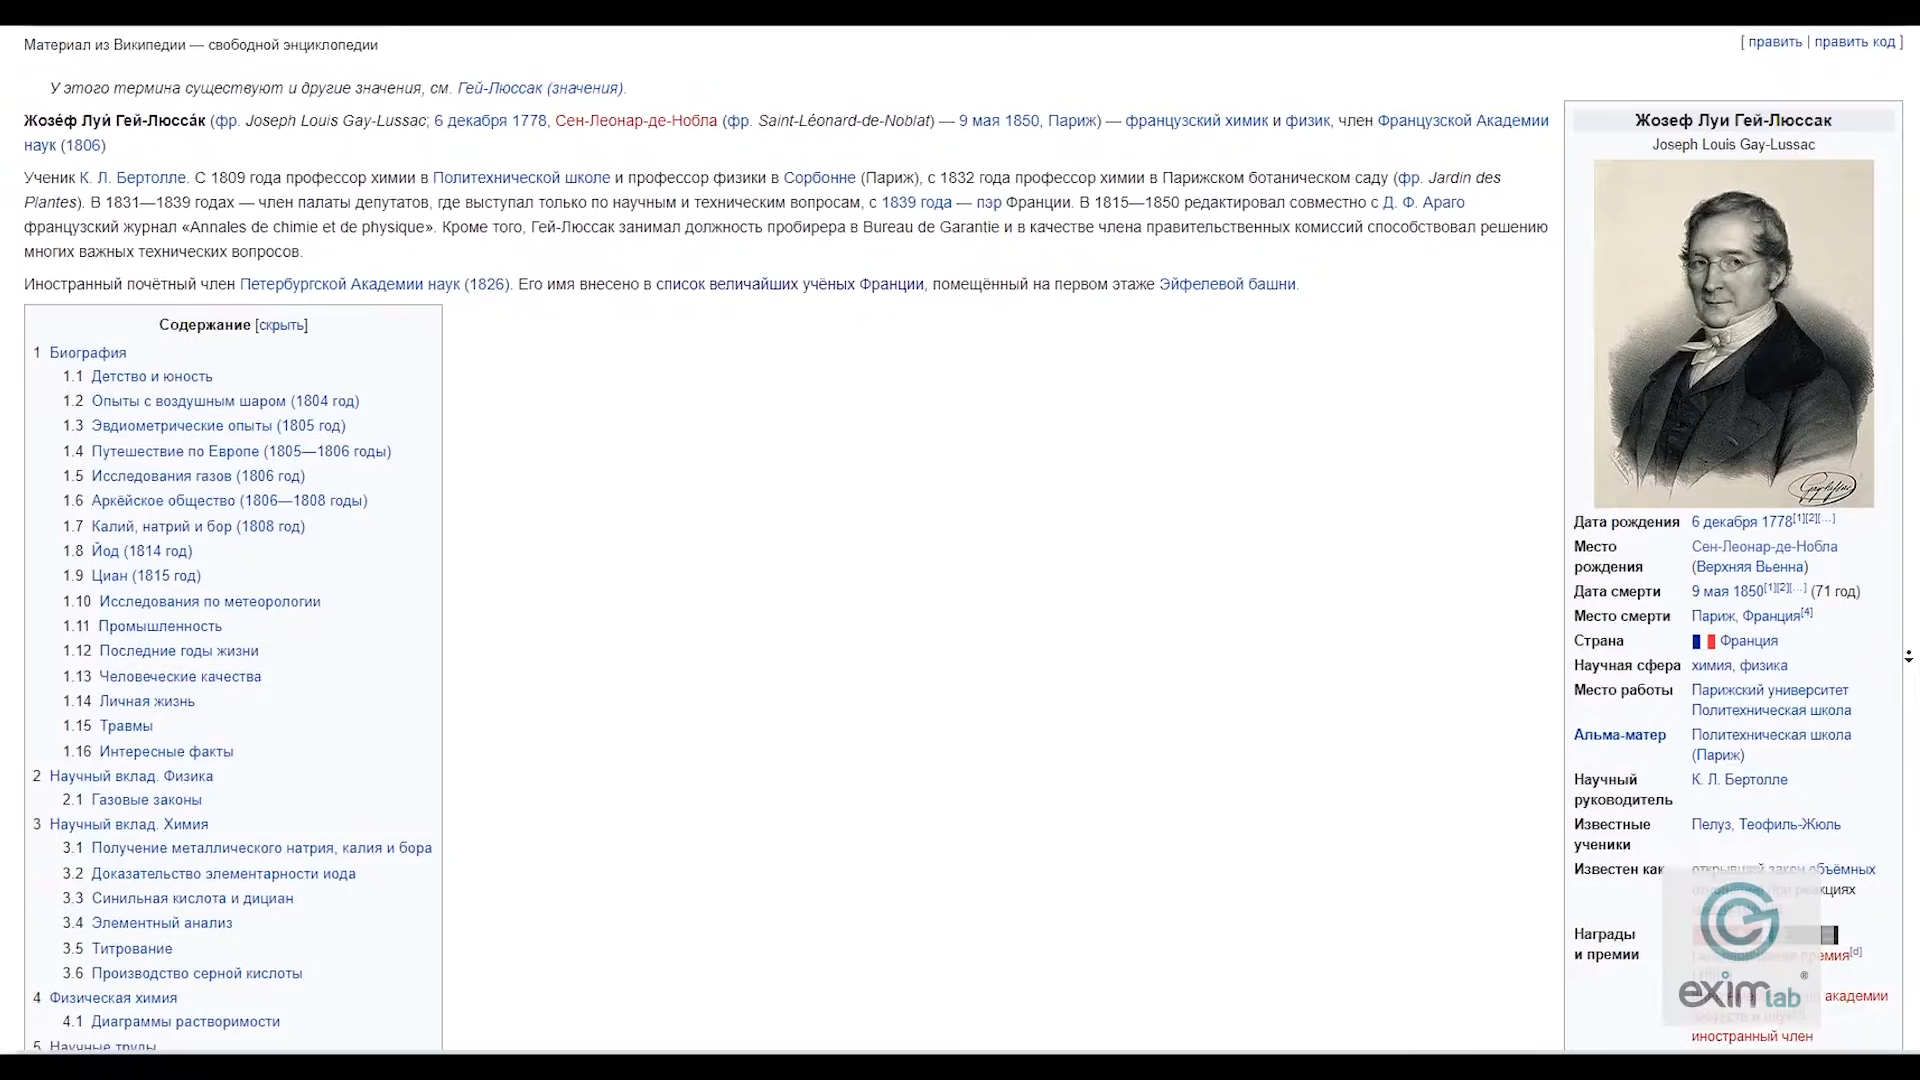 Материал из Википедии — свободной энциклопедии
[ править | править код ]
У этого термина существуют и другие значения, см. Гей-Люссак (значения).
Жозе́ф Луи́ Гей-Люсса́к (фр. Joseph Louis Gay-Lussac; 6 декабря 1778, Сен-Леонар-де-Нобла (фр. Saint-Léonard-de-Noblat) — 9 мая 1850, Париж) — французский химик и физик, член Французской Академии
наук (1806)
Ученик К. Л. Бертолле. С 1809 года профессор химии в Политехнической школе и профессор физики в Сорбонне (Париж), с 1832 года профессор химии в Парижском ботаническом саду (фр. Jardin des
Plantes). В 1831—1839 годах — член палаты депутатов, где выступал только по научным и техническим вопросам, с 1839 года — пэр Франции. В 1815—1850 редактировал совместно с Д. Ф. Араго
французский журнал «Annales de chimie et de physique». Кроме того, Гей-Люссак занимал должность пробирера в Bureau de Garantie и в качестве члена правительственных комиссий способствовал решению
многих важных технических вопросов.
Иностранный почётный член Петербургской Академии наук (1826). Его имя внесено в список величайших учёных Франции, помещённый на первом этаже Эйфелевой башни.
Содержание [скрыть]
1 Биография
1.1 Детство и юность
1.2 Опыты с воздушным шаром (1804 год)
1.3 Эвдиометрические опыты (1805 год)
1.4 Путешествие по Европе (1805—1806 годы)
1.5 Исследования газов (1806 год)
1.6 Аркёйское общество (1806—1808 годы)
1.7 Калий, натрий и бор (1808 год)
1.8 Йод (1814 год)
1.9 Циан (1815 год)
1.10 Исследования по метеорологии
1.11 Промышленность
1.12 Последние годы жизни
1.13 Человеческие качества
1.14 Личная жизнь
1.15 Травмы
1.16 Интересные факты
2 Научный вклад. Физика
2.1 Газовые законы
3 Научный вклад. Химия
3.1 Получение металлического натрия, калия и бора
3.2 Доказательство элементарности иода
3.3 Синильная кислота и дициан
3.4 Элементный анализ
3.5 Титрование
3.6 Производство серной кислоты
4 Физическая химия
4.1 Диаграммы растворимости
5 Научные труды
Жозеф Луи Гей-Люссак
Joseph Louis Gay-Lussac
Дата рождения 6 декабря 1778[1][2][…]
Место рождения Сен-Леонар-де-Нобла
(Верхняя Вьенна)
Дата смерти 9 мая 1850[1][2][…] (71 год)
Место смерти Париж, Франция[4]
Страна Франция
Научная сфера химия, физика
Место работы Парижский университет
Политехническая школа
Альма-матер Политехническая школа
(Париж)
Научный руководитель К. Л. Бертолле
Известные ученики Пелуз, Теофиль-Жюль
Известен как открывший закон объёмных
при реакциях
Награды и премии
премия[d]
академии
иностранный член
exim lab ®